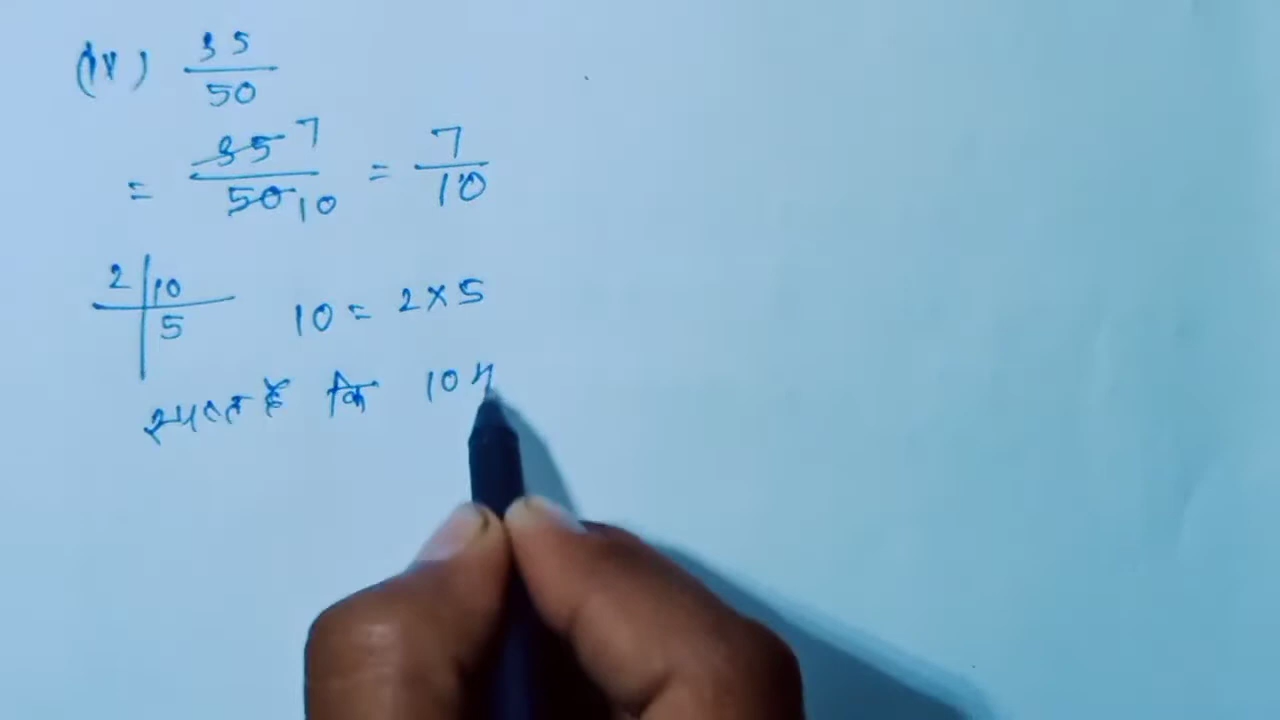 (iv) 35/50
= 35/50 7 10 = 7/10
2 | 10
5 10 = 2 × 5
स्पष्ट है कि 10